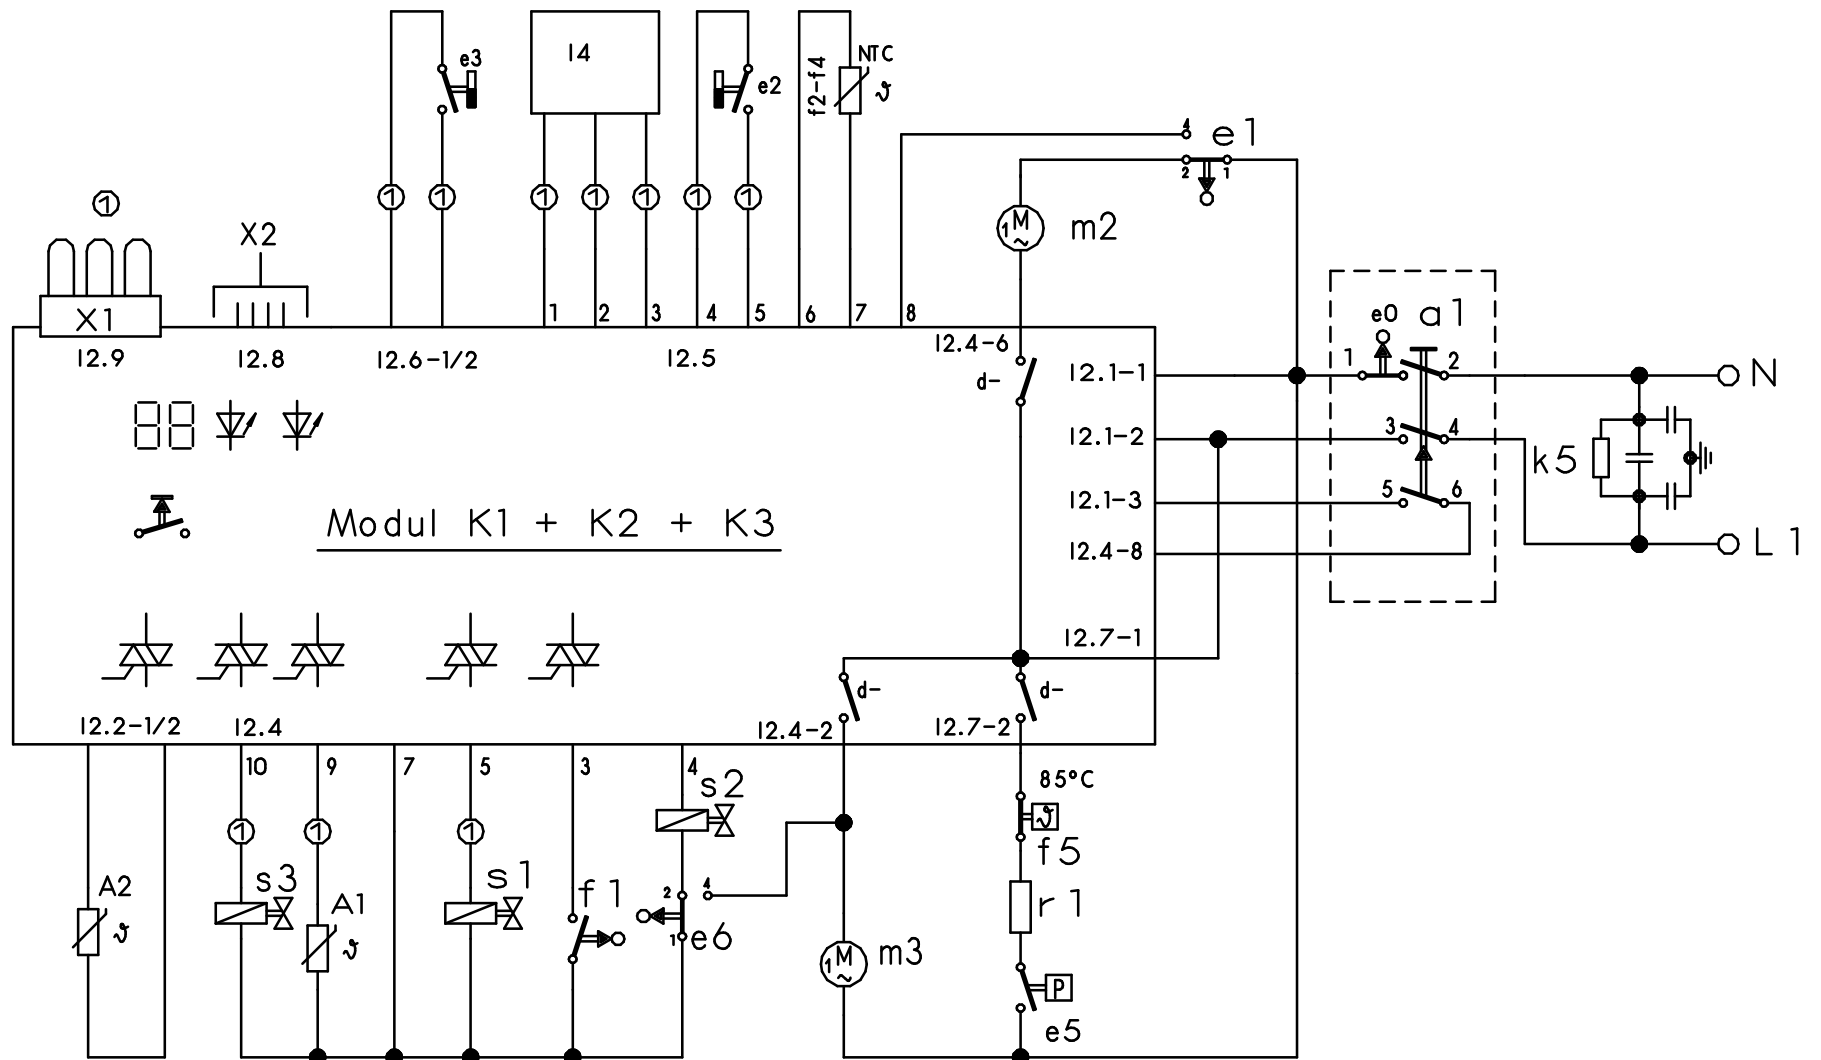 I4
NTC
e3
e2
f2-f4
ϑ
4
e1
2 1
1
1 1 1 1 1 1 1
1 M ~
m2
X2
X1
1 2 3 4 5 6 7 8
e0 a1
I2.9 I2.8 I2.6-1/2 I2.5 I2.4-6
d-
I2.1-1
1 2
N
I2.1-2
3 4
k5
I2.1-3
5 6
Modul K1 + K2 + K3
I2.4-8
L1
I2.7-1
d- d-
I2.2-1/2 I2.4 I2.4-2 I2.7-2
10 9 7 5 3 4
85°C
s2
1 1 1
ϑ
f5
A2
ϑ
s3
A1
ϑ
s1
f1
2 4
1 e6
r1
1 M ~
m3
P
e5